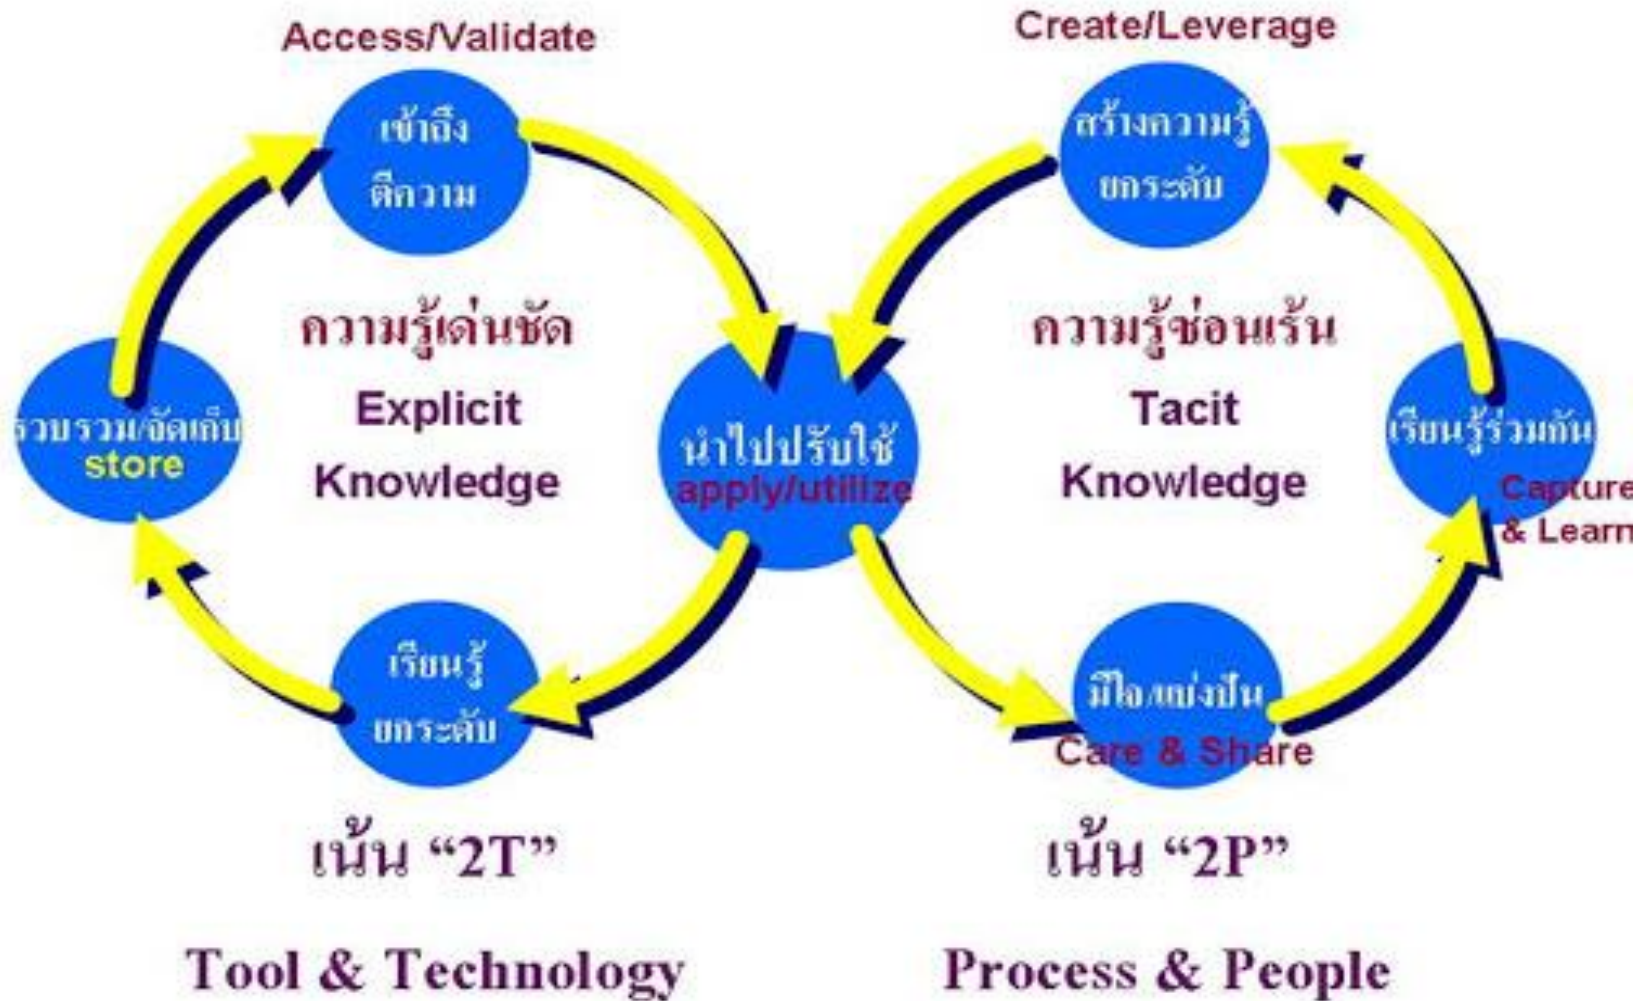 Access/Validate
Create/Leverage
เข้าถึง
ตีความ
สร้างความรู้
ยกระดับ
ความรู้เด่นชัด
Explicit
Knowledge
ความรู้ซ่อนเร้น
Tacit
Knowledge
รวบรวม/จัดเก็บ
store
นำไปปรับใช้
apply/utilize
เรียนรู้ร่วมกัน
Capture
& Learn
เรียนรู้
ยกระดับ
มีใจ/แบ่งปัน
Care & Share
เน้น “2T”
Tool & Technology
เน้น “2P”
Process & People